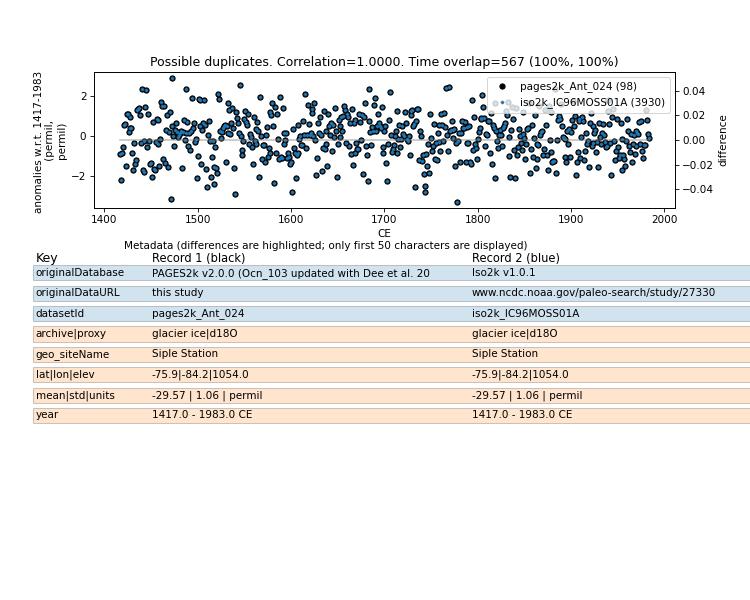 Possible duplicates. Correlation=1.0000. Time overlap=567 (100%, 100%)
anomalies w.r.t. 1417-1983
(permil,
permil)
2
0
−2
pages2k_Ant_024 (98)
iso2k_IC96MOSS01A (3930)
0.04
0.02
0.00
−0.02
−0.04
difference
1400 1500 1600 1700 1800 1900 2000
CE
Metadata (differences are highlighted; only first 50 characters are displayed)
Key Record 1 (black) Record 2 (blue)
originalDatabase PAGES2k v2.0.0 (Ocn_103 updated with Dee et al. 20 Iso2k v1.0.1
originalDataURL this study www.ncdc.noaa.gov/paleo-search/study/27330
datasetId pages2k_Ant_024 iso2k_IC96MOSS01A
archive|proxy glacier ice|d18O glacier ice|d18O
geo_siteName Siple Station Siple Station
lat|lon|elev -75.9|-84.2|1054.0 -75.9|-84.2|1054.0
mean|std|units -29.57 | 1.06 | permil -29.57 | 1.06 | permil
year 1417.0 - 1983.0 CE 1417.0 - 1983.0 CE